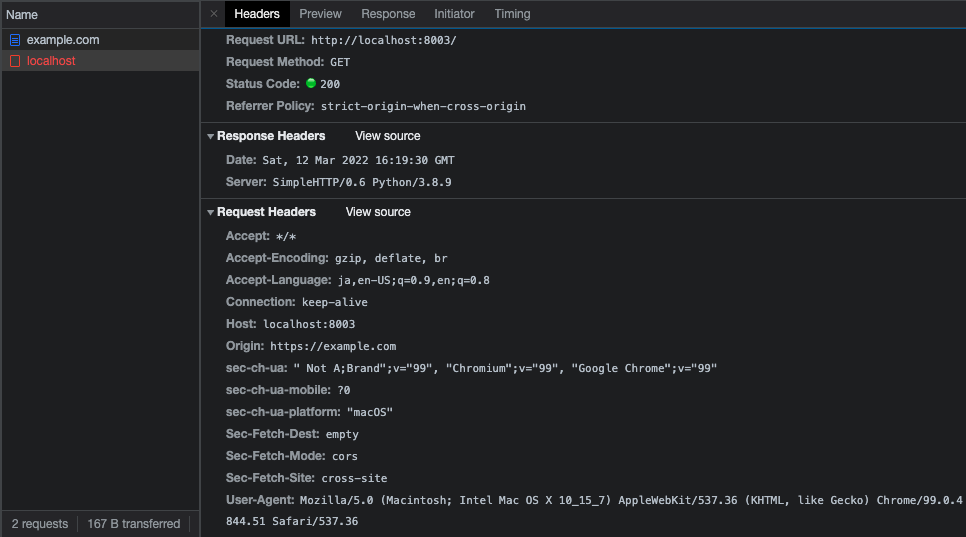 Name
example.com
localhost
2 requests 167 B transferred
× Headers Preview Response Initiator Timing
Request URL: http://localhost:8003/
Request Method: GET
Status Code: 200
Referrer Policy: strict-origin-when-cross-origin
Response Headers View source
Date: Sat, 12 Mar 2022 16:19:30 GMT
Server: SimpleHTTP/0.6 Python/3.8.9
Request Headers View source
Accept: */*
Accept-Encoding: gzip, deflate, br
Accept-Language: ja,en-US;q=0.9,en;q=0.8
Connection: keep-alive
Host: localhost:8003
Origin: https://example.com
sec-ch-ua: " Not A;Brand";v="99", "Chromium";v="99", "Google Chrome";v="99"
sec-ch-ua-mobile: ?0
sec-ch-ua-platform: "macOS"
Sec-Fetch-Dest: empty
Sec-Fetch-Mode: cors
Sec-Fetch-Site: cross-site
User-Agent: Mozilla/5.0 (Macintosh; Intel Mac OS X 10_15_7) AppleWebKit/537.36 (KHTML, like Gecko) Chrome/99.0.4
844.51 Safari/537.36